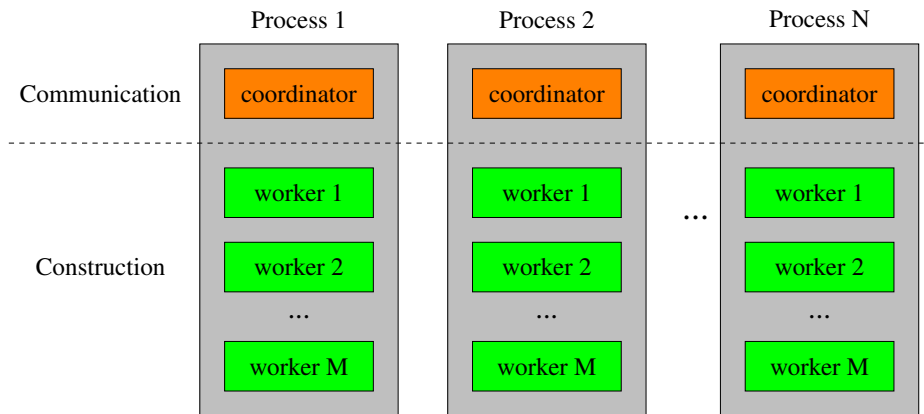 Process 1 Process 2 Process N
Communication coordinator coordinator coordinator
worker 1 worker 1 ... worker 1
Construction worker 2 worker 2 worker 2
... ... ...
worker M worker M worker M